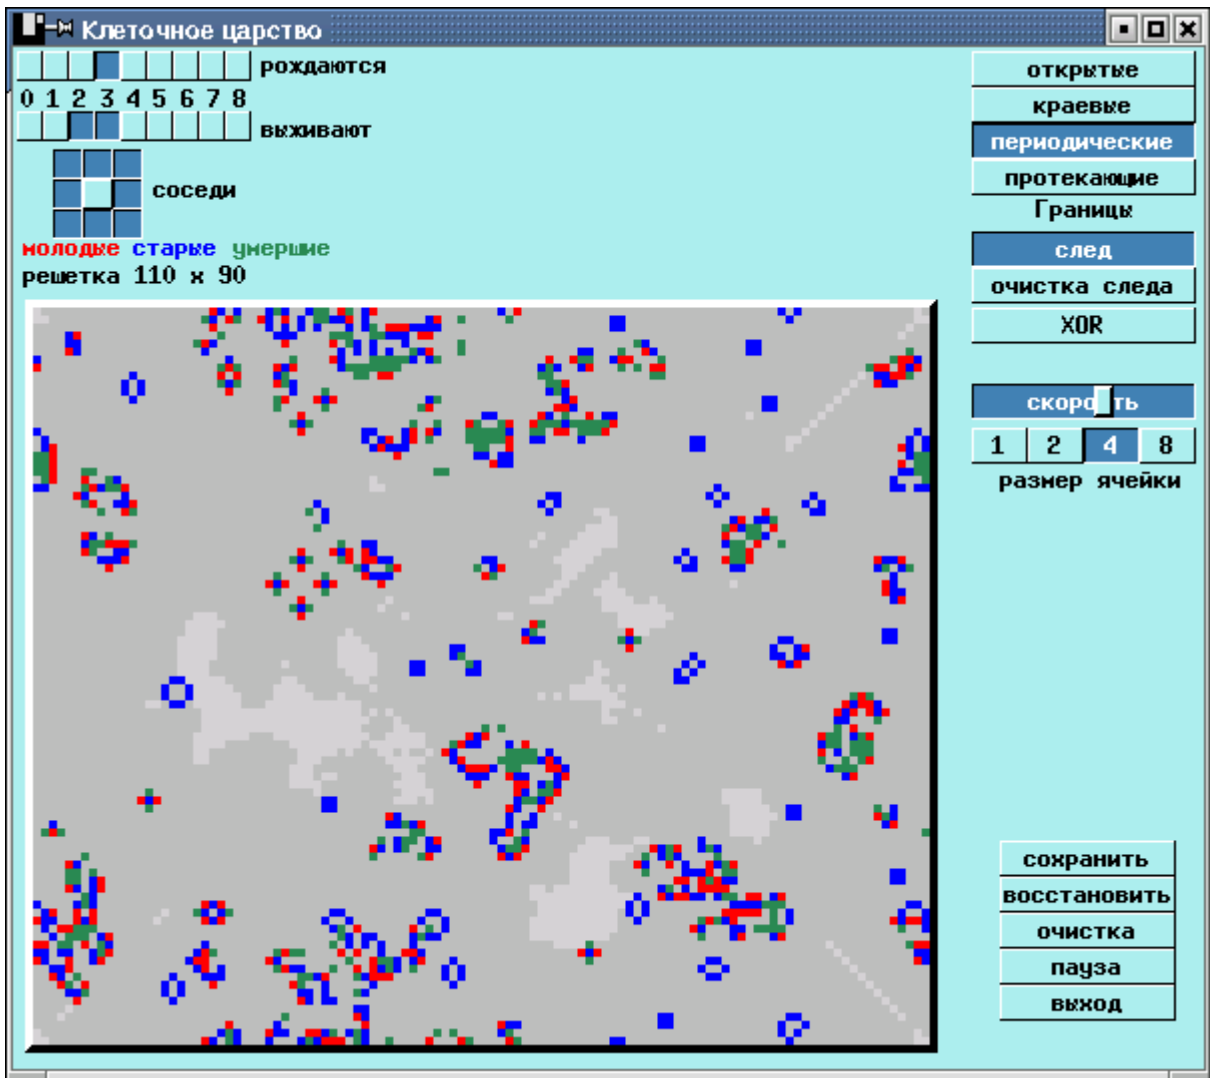 Клеточное царство
рождаются
0 1 2 3 4 5 6 7 8
выживают
соседи
молодые старые умершие
решетка 110 x 90
открытые
краевые
периодические
протекающие
Границы
след
очистка следа
XOR
скорость
1 2 4 8
размер ячейки
сохранить
восстановить
очистка
пауза
выход